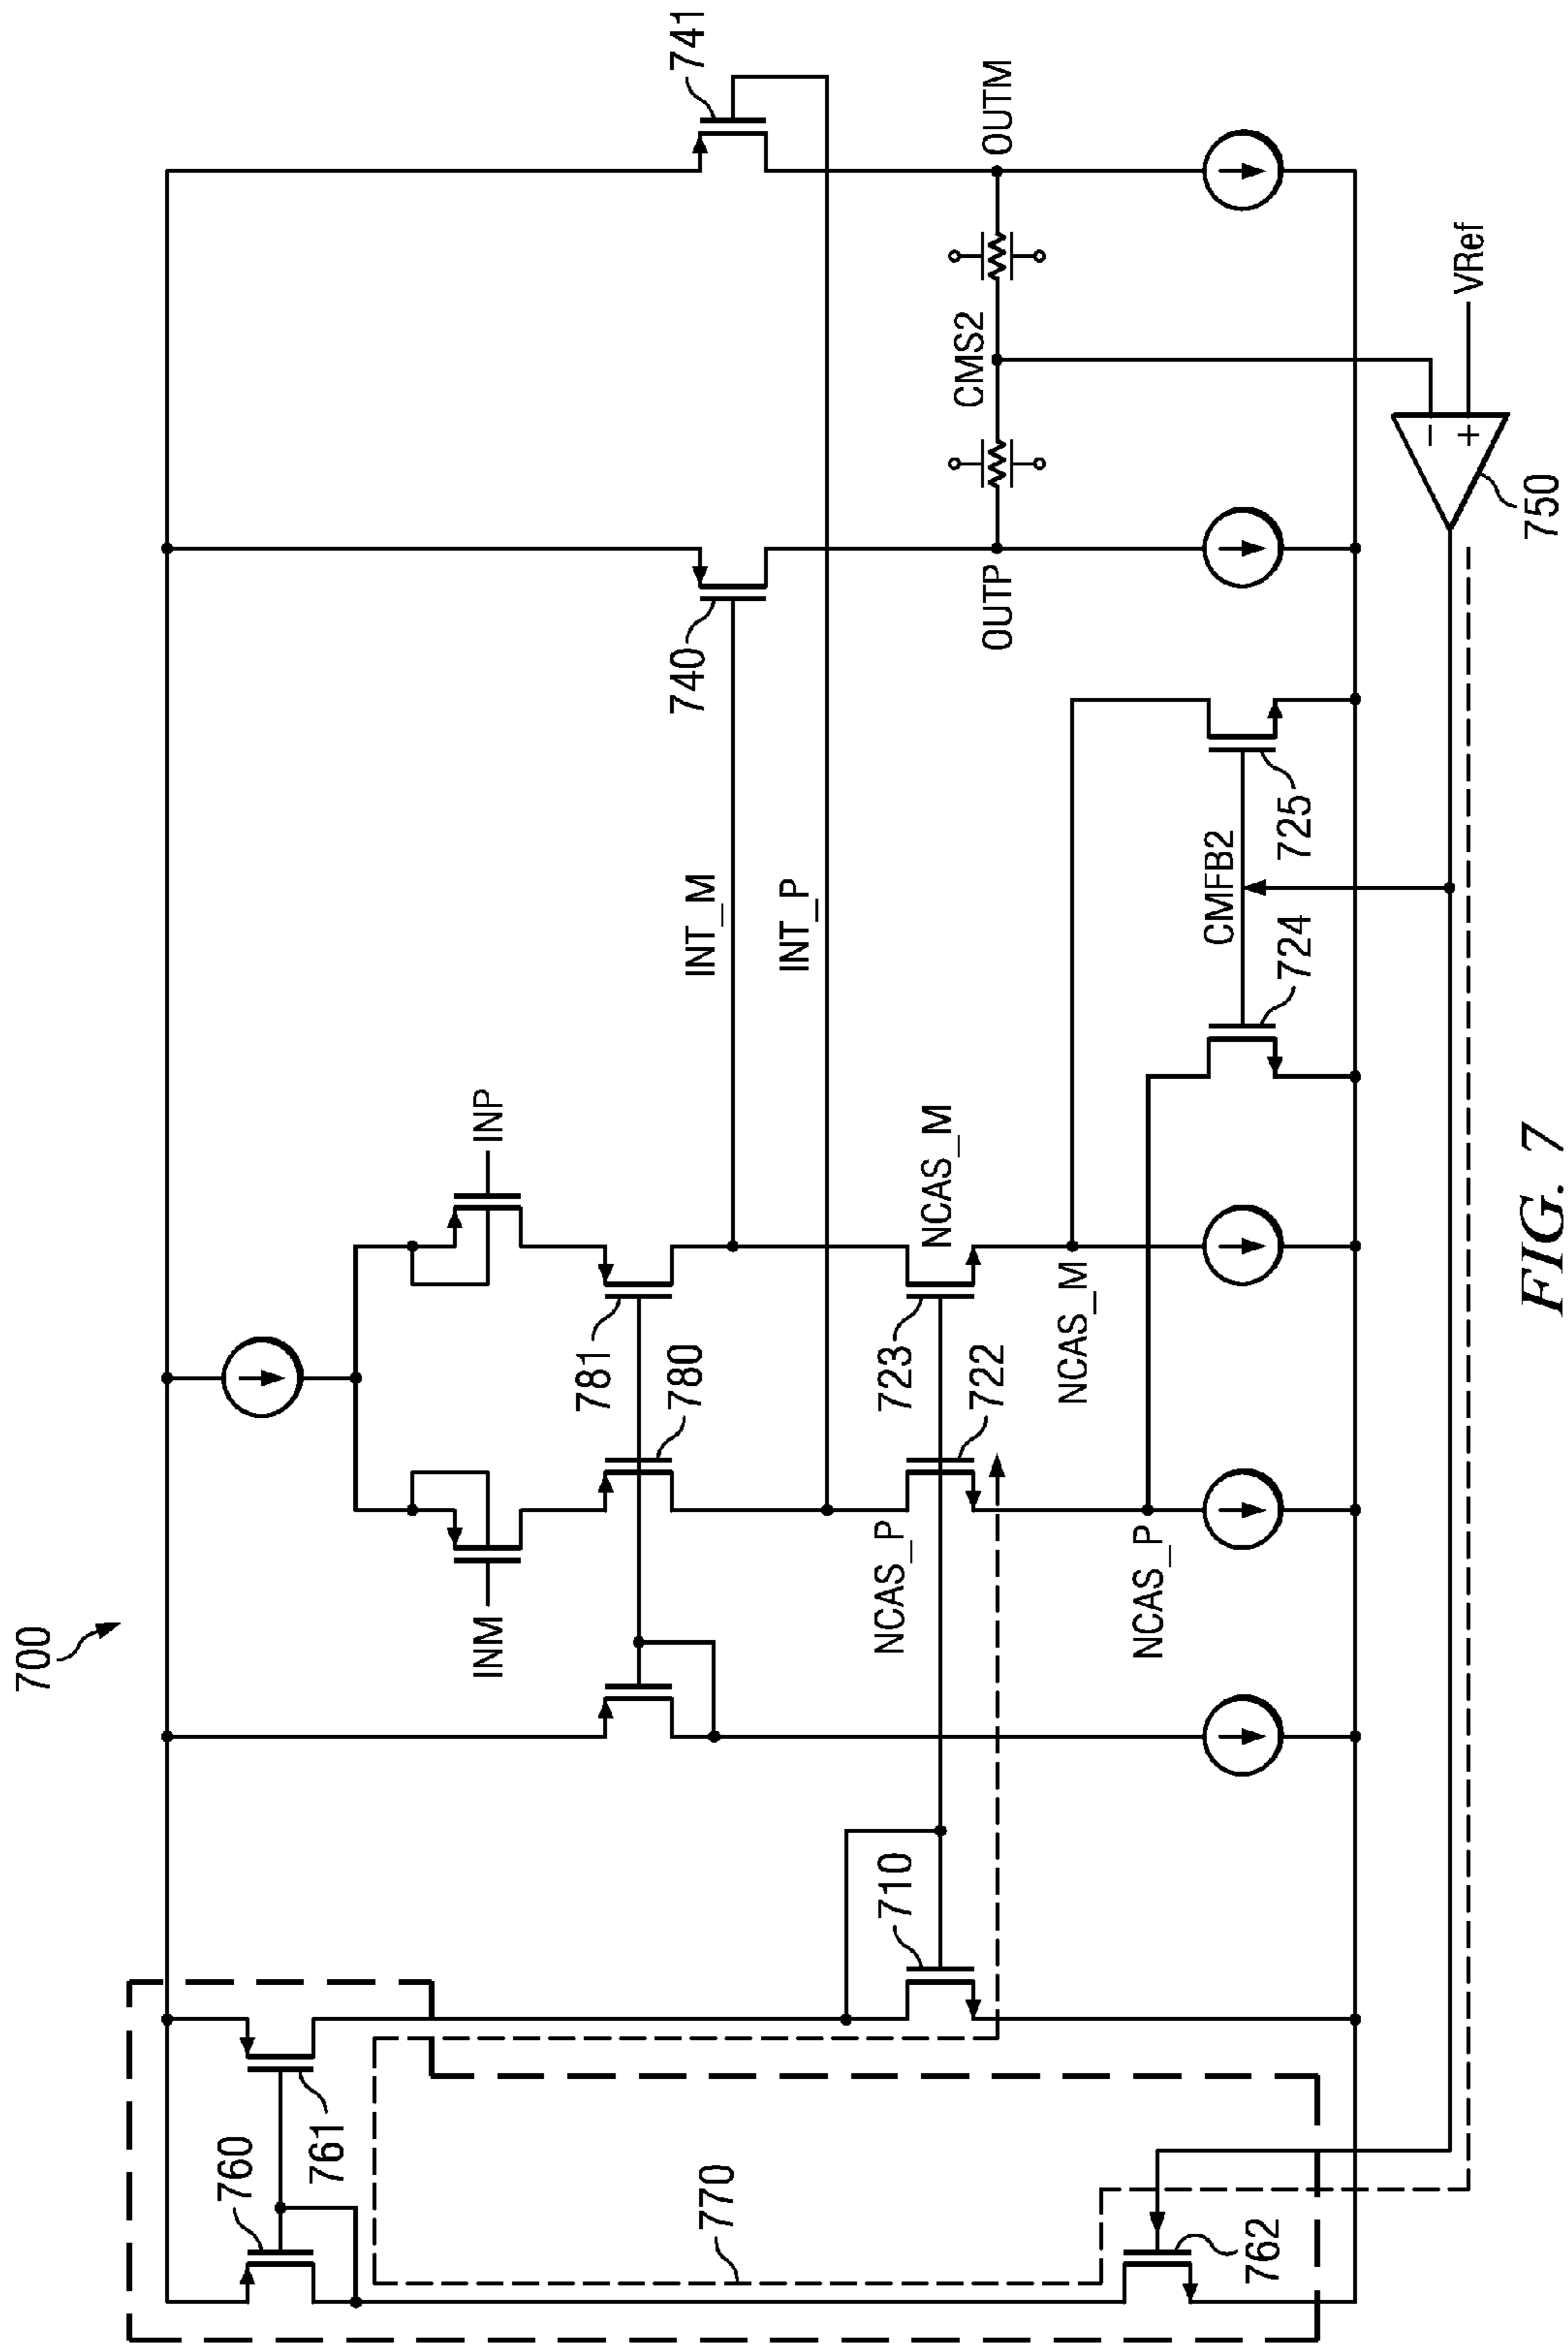 700
760
761
770
762
710
INM
INP
781
780
723
722
NCAS_P
NCAS_M
NCAS_P
NCAS_M
INT_M
INT_P
740
741
724
725
CMFB2
OUTP
CMS2
OUTM
VRef
−
+
750
FIG. 7